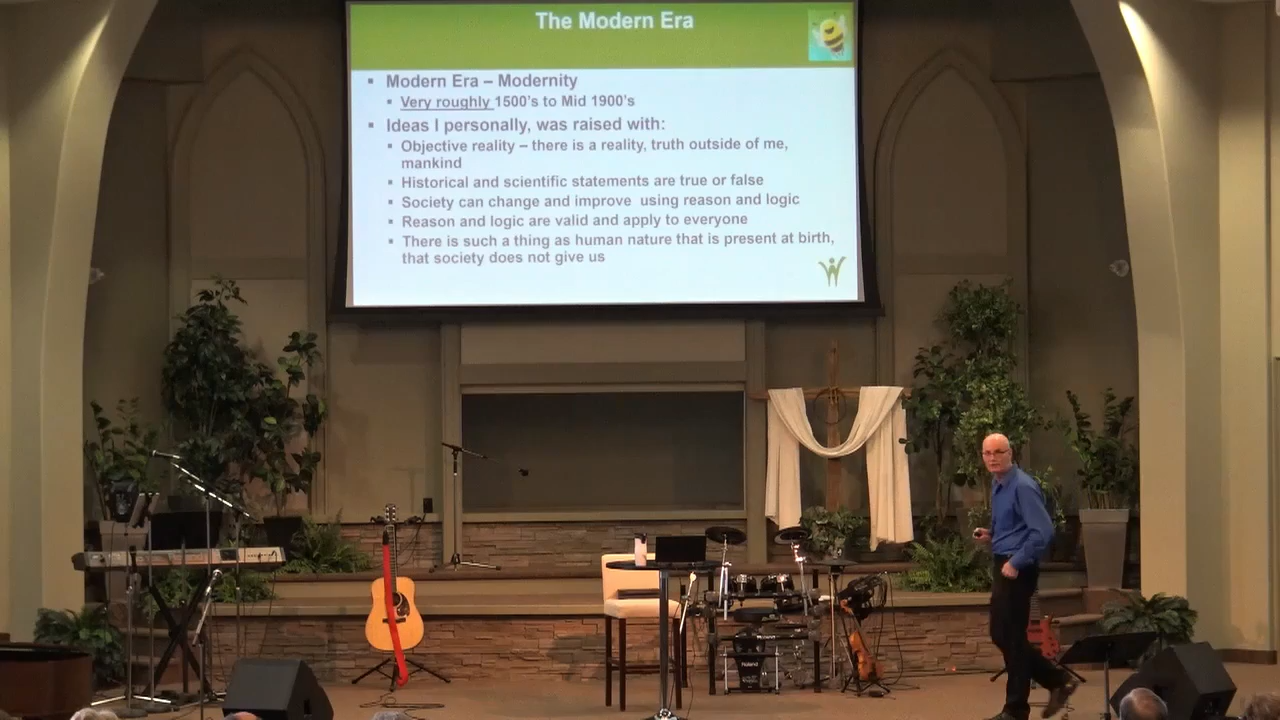 The Modern Era
▪ Modern Era – Modernity
▪ Very roughly 1500's to Mid 1900's
▪ Ideas I personally, was raised with:
▪ Objective reality – there is a reality, truth outside of me,
mankind
▪ Historical and scientific statements are true or false
▪ Society can change and improve using reason and logic
▪ Reason and logic are valid and apply to everyone
▪ There is such a thing as human nature that is present at birth,
that society does not give us
Roland